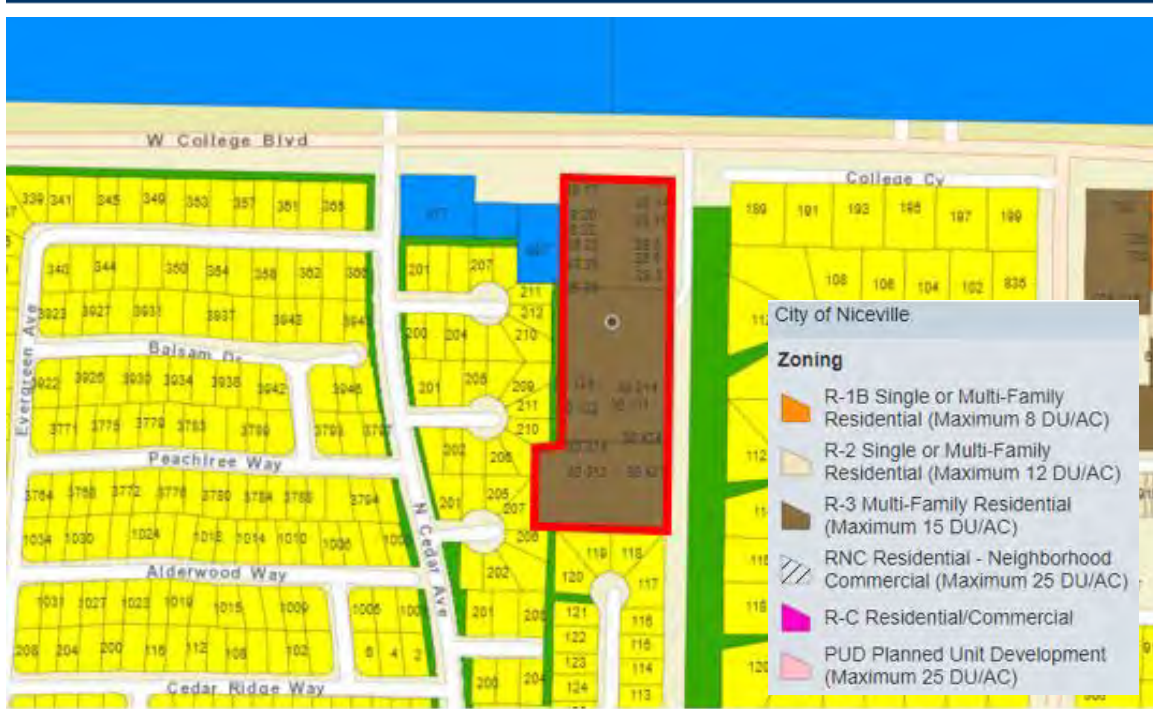 W College Blvd
College Cv
339 341 345 349 353 357 361 365
189 191 193 195 197 199
340 344 350 354 358 362 366
201 207
108 106 104 102 835
211
212
3923 3927 3931 3937 3943
200 204 210
Evergreen Ave
Balsam Dr
3922 3926 3930 3934 3938 3942 3946
201 208 209
211
210
3771 3775 3779 3783 3789 3793 3797
202 206
Peachtree Way
3764 3768 3772 3776 3780 3784 3788 3794
201 205
207
N Cedar Ave
1034 1030 1024 1018 1014 1010 1006
206
119 118
Alderwood Way
202
120 117
1031 1027 1023 1019 1015 1009 1005
201 205
121 116
122 115
208 204 200 116 112 108 102 6 4 2
123 114
200 204 124 113
Cedar Ridge Way
City of Niceville
Zoning
R-1B Single or Multi-Family
Residential (Maximum 8 DU/AC)
R-2 Single or Multi-Family
Residential (Maximum 12 DU/AC)
R-3 Multi-Family Residential
(Maximum 15 DU/AC)
RNC Residential - Neighborhood
Commercial (Maximum 25 DU/AC)
R-C Residential/Commercial
PUD Planned Unit Development
(Maximum 25 DU/AC)